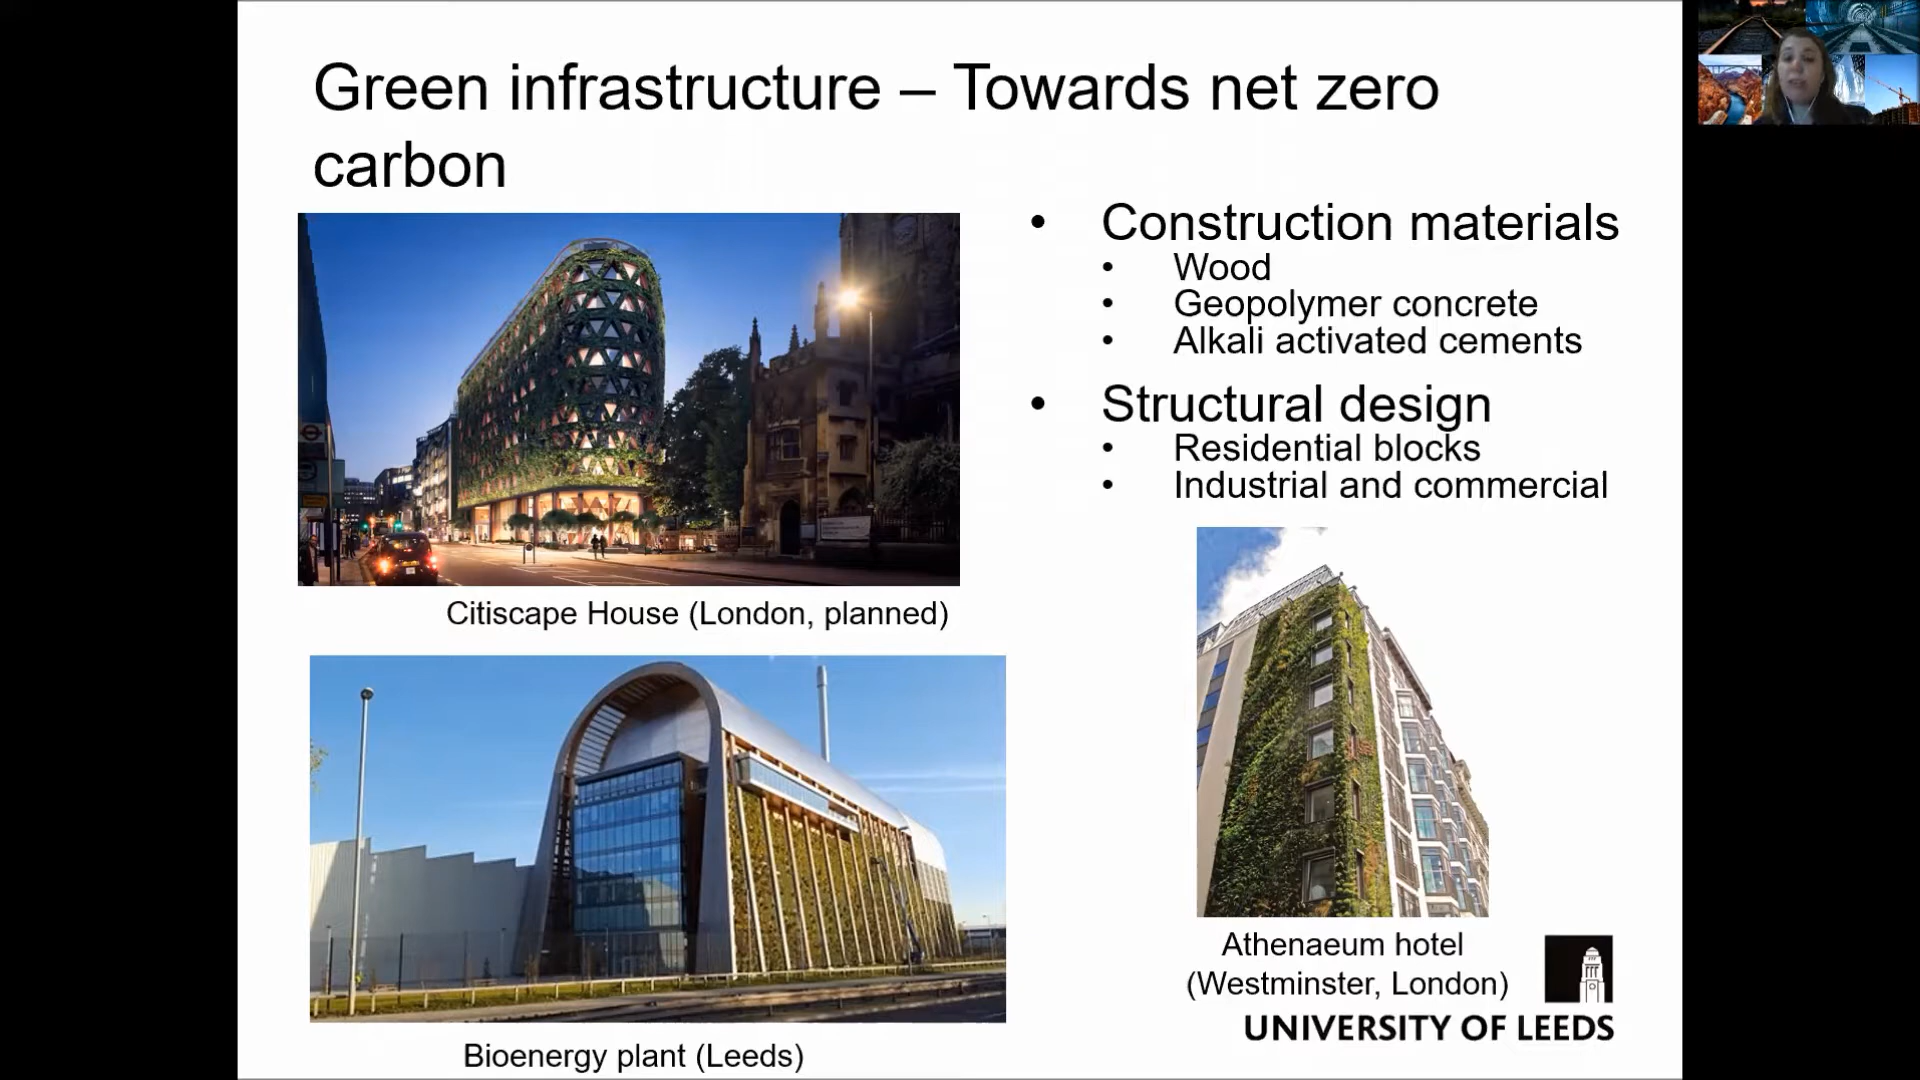 Green infrastructure – Towards net zero
carbon
• Construction materials
• Wood
• Geopolymer concrete
• Alkali activated cements
• Structural design
• Residential blocks
• Industrial and commercial
Citiscape House (London, planned)
Bioenergy plant (Leeds)
Athenaeum hotel
(Westminster, London)
UNIVERSITY OF LEEDS